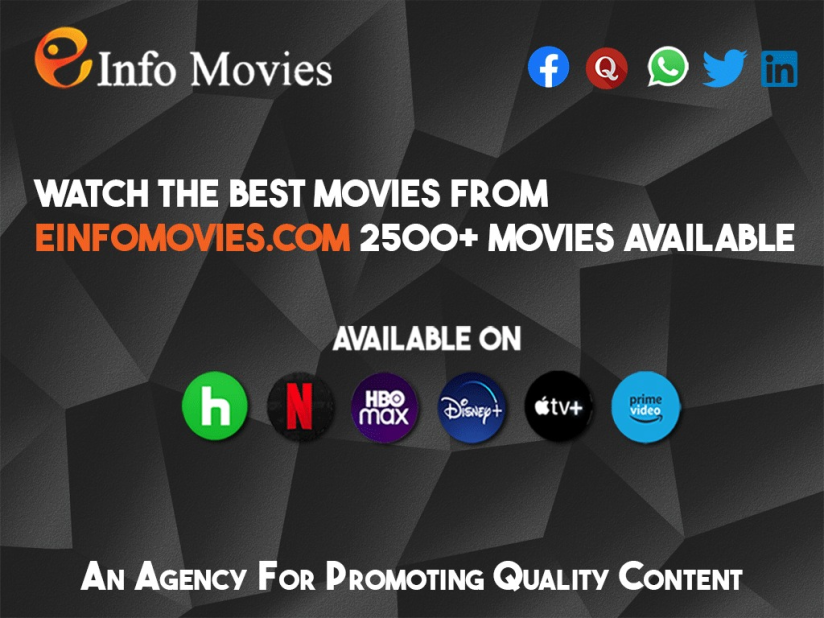 e Info Movies
f Q in
WATCH THE BEST MOVIES FROM
EINFOMOVIES.COM 2500+ MOVIES AVAILABLE
AVAILABLE ON
h N HBO max Disney+ tv+ prime video
An Agency For Promoting Quality Content